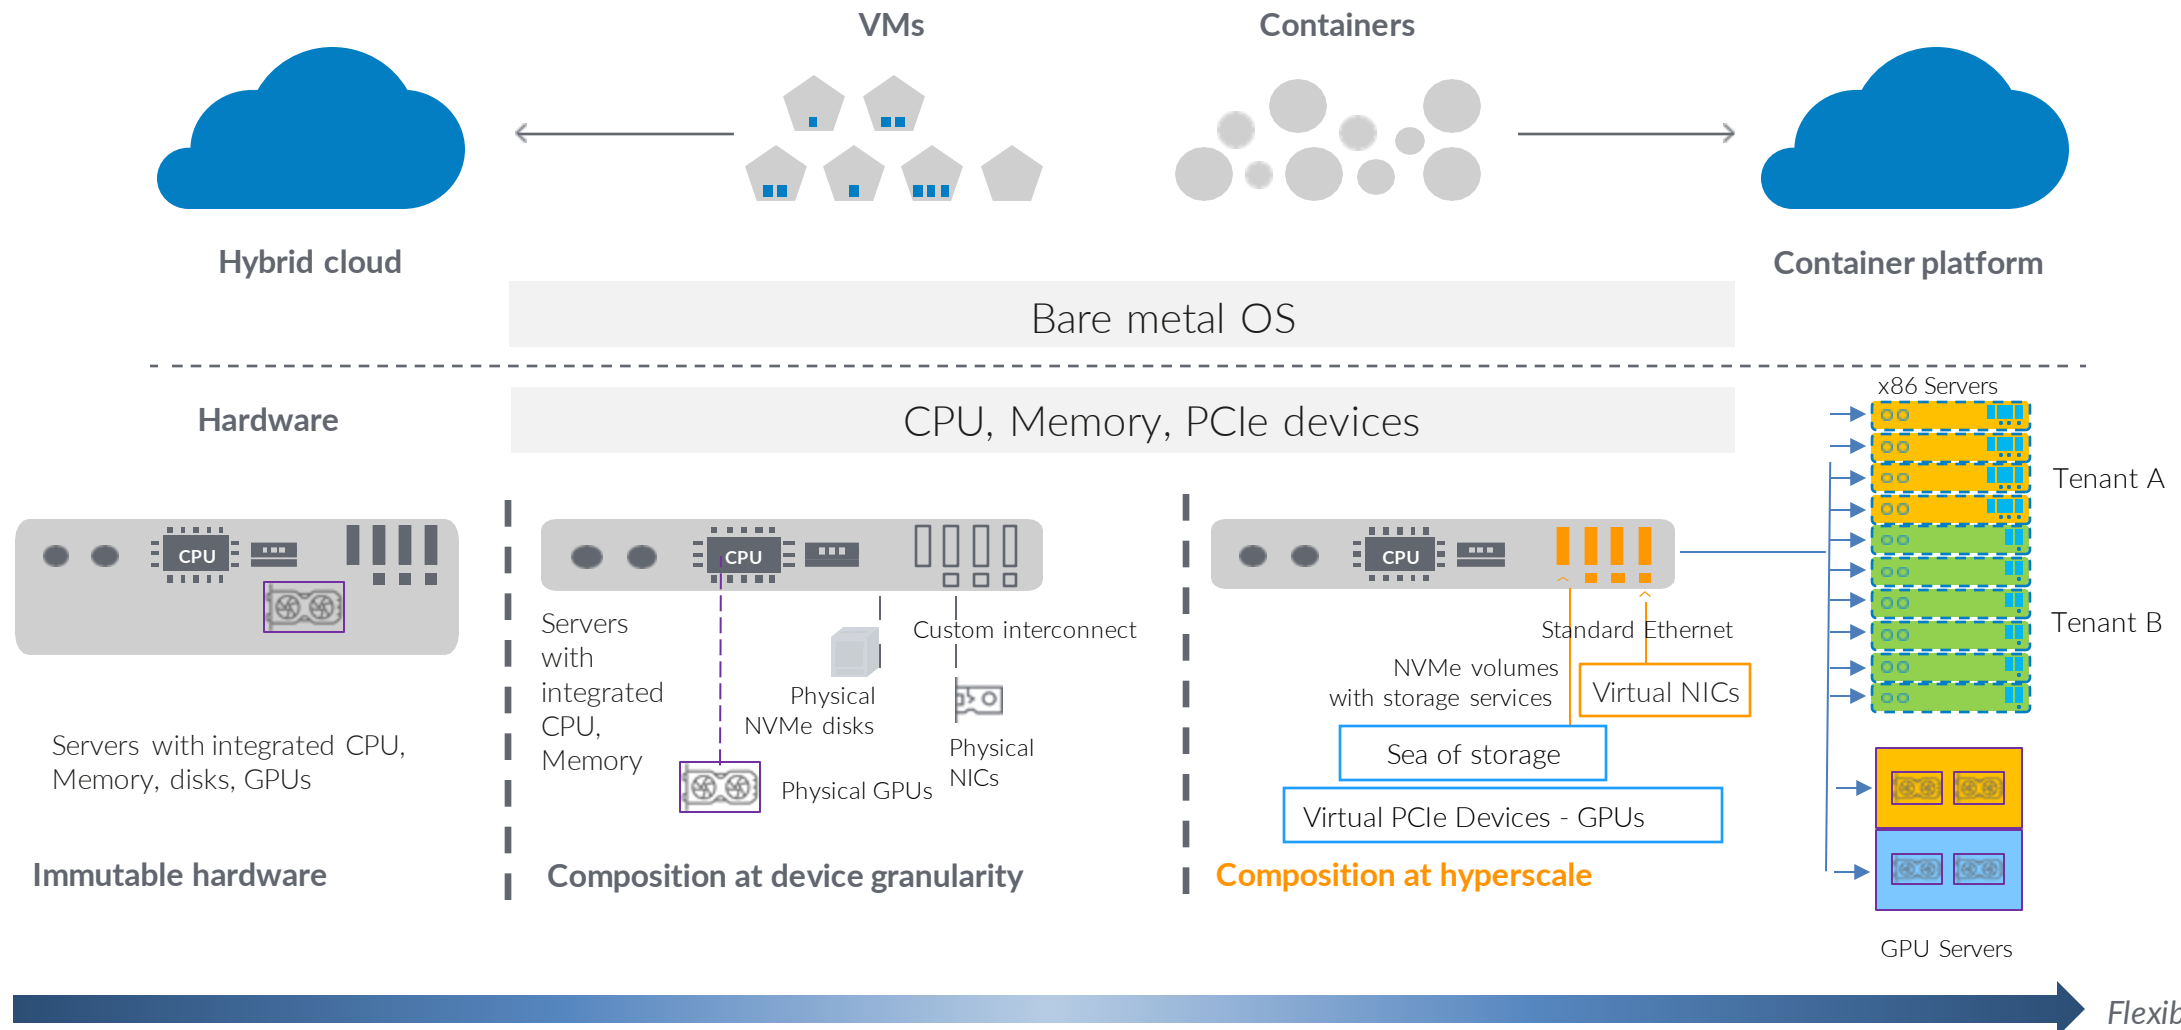 VMs
Containers
Hybrid cloud
Container platform
Bare metal OS
Hardware
CPU, Memory, PCIe devices
x86 Servers
Tenant A
Tenant B
CPU
Servers with integrated CPU,
Memory, disks, GPUs
Immutable hardware
CPU
Servers
with
integrated
CPU,
Memory
Custom interconnect
Physical
NVMe disks
Physical
NICs
Physical GPUs
Composition at device granularity
CPU
Standard Ethernet
NVMe volumes
with storage services
Virtual NICs
Sea of storage
Virtual PCIe Devices - GPUs
Composition at hyperscale
GPU Servers
Flexib